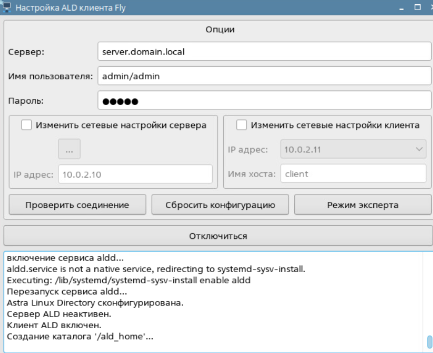 Настройка ALD клиента Fly
Опции
Сервер: server.domain.local
Имя пользователя: admin/admin
Пароль: ●●●●●
Изменить сетевые настройки сервера
...
IP адрес: 10.0.2.10
Изменить сетевые настройки клиента
IP адрес: 10.0.2.11
Имя хоста: client
Проверить соединение Сбросить конфигурацию Режим эксперта
Отключиться
включение сервиса aldd...
aldd.service is not a native service, redirecting to systemd-sysv-install.
Executing: /lib/systemd/systemd-sysv-install enable aldd
Перезапуск сервиса aldd...
Astra Linux Directory сконфигурирована.
Сервер ALD неактивен.
Клиент ALD включен.
Создание каталога '/ald_home'...